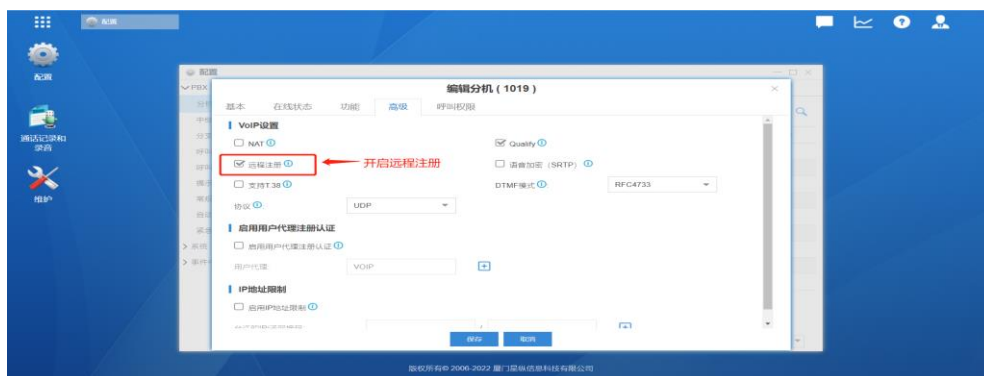 配置
配置
通话记录和
录音
维护
配置
PBX
编辑分机 ( 1019 )
基本 在线状态 功能 高级 呼叫权限
VoIP设置
NAT
Qualify
远程注册
开启远程注册
语音加密（SRTP）
支持T.38
DTMF模式 RFC4733
协议 UDP
启用用户代理注册认证
启用用户代理注册认证
用户代理 VOIP
IP地址限制
启用IP地址限制
系统
保存 取消
版权所有© 2006-2022 厦门星纵信息科技有限公司